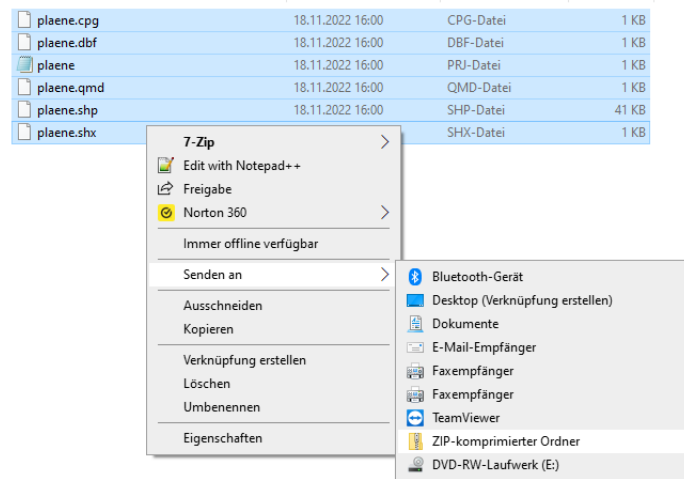 plaene.cpg 18.11.2022 16:00 CPG-Datei 1 KB
plaene.dbf 18.11.2022 16:00 DBF-Datei 1 KB
plaene 18.11.2022 16:00 PRJ-Datei 1 KB
plaene.qmd 18.11.2022 16:00 QMD-Datei 1 KB
plaene.shp 18.11.2022 16:00 SHP-Datei 41 KB
plaene.shx 18.11.2022 16:00 SHX-Datei 1 KB
7-Zip
Edit with Notepad++
Freigabe
Norton 360
Immer offline verfügbar
Senden an
Ausschneiden
Kopieren
Verknüpfung erstellen
Löschen
Umbenennen
Eigenschaften
Bluetooth-Gerät
Desktop (Verknüpfung erstellen)
Dokumente
E-Mail-Empfänger
Faxempfänger
Faxempfänger
TeamViewer
ZIP-komprimierter Ordner
DVD-RW-Laufwerk (E:)